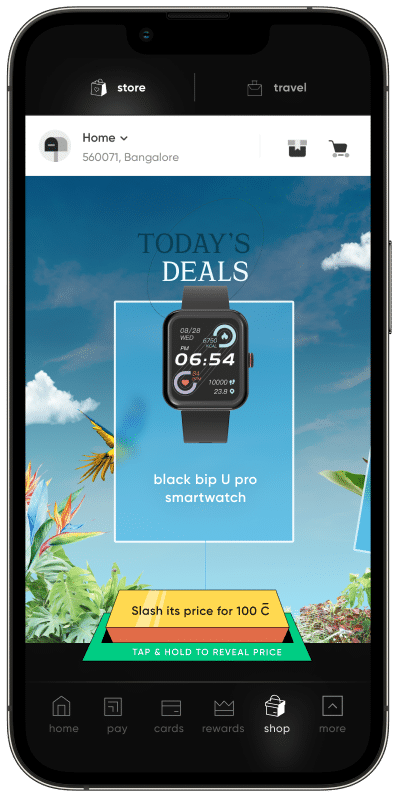 store
travel
Home
560071, Bangalore
TODAY'S
DEALS
08/28
WED
6750
KCAL
PM
06:54
84
10000
23.8
black bip U pro
smartwatch
Slash its price for 100 C̅
TAP & HOLD TO REVEAL PRICE
home
pay
cards
rewards
shop
more